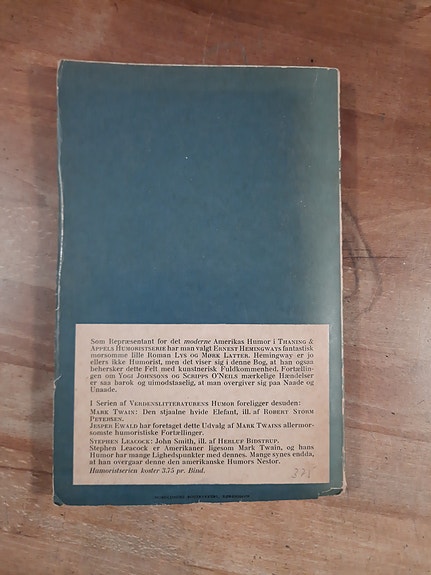 Som Repræsentant for det moderne Amerikas Humor i THANING &
APPELS HUMORISTSERIE har man valgt ERNEST HEMINGWAYS fantastisk
morsomme lille Roman LYS OG MØRK LATTER. Hemingway er jo
ellers ikke Humorist, men det viser sig i denne Bog, at han ogsaa
behersker dette Felt med kunstnerisk Fuldkommenhed. Fortællin-
gen om YOGI JOHNSONS OG SCRIPPS O'NEILS mærkelige Hændelser
er saa barok og uimodstaaelig, at man overgiver sig paa Naade og
Unaade.
I Serien af VERDENSLITTERATURENS HUMOR foreligger desuden:
MARK TWAIN: Den stjaalne hvide Elefant, ill. af ROBERT STORM
PETERSEN.
JESPER EWALD har foretaget dette Udvalg af MARK TWAINS allermor-
somste humoristiske Fortællinger.
STEPHEN LEACOCK: John Smith, ill. af HERLUF BIDSTRUP.
Stephen Leacock er Amerikaner ligesom Mark Twain, og hans
Humor har mange Lighedspunkter med dennes. Mange synes endda,
at han overgaar denne den amerikanske Humors Nestor.
Humoristserien koster 3.75 pr. Bind.
375